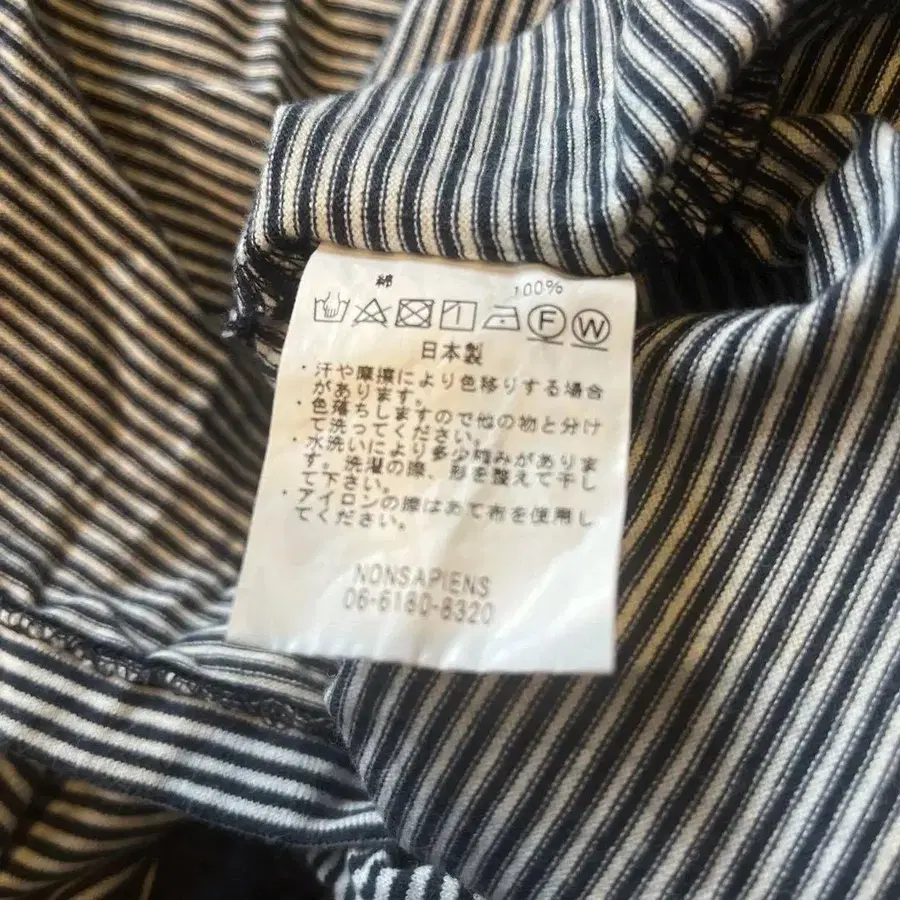 綿 100%
F W
日本製
・汗や摩擦により色移りする場合
があります。
・色落ちしますので他の物と分け
て洗ってください。
・水洗いにより多少縮みがありま
す。洗濯の際、形を整えて干し
て下さい。
・アイロンの際はあて布を使用し
てください。
NONSAPIENS
06-6180-8320